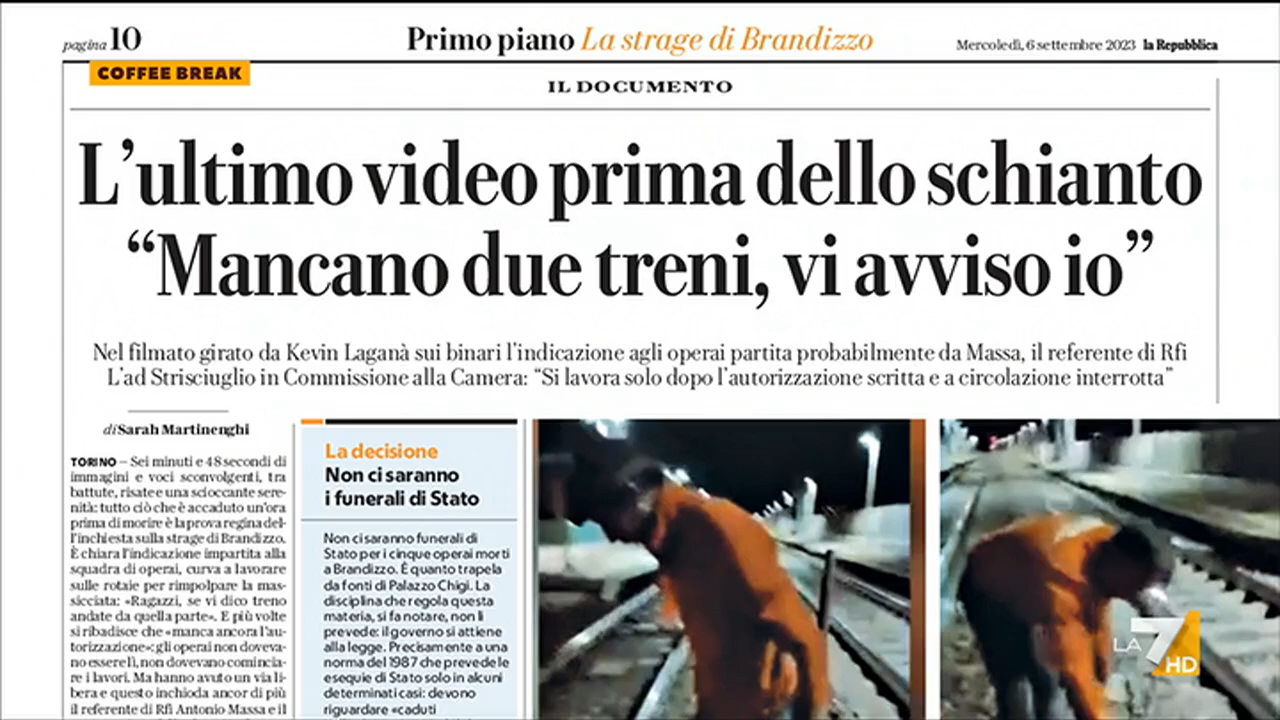 pagina 10
Primo piano La strage di Brandizzo
Mercoledì, 6 settembre 2023 la Repubblica
COFFEE BREAK
IL DOCUMENTO
L'ultimo video prima dello schianto
“Mancano due treni, vi avviso io”
Nel filmato girato da Kevin Laganà sui binari l'indicazione agli operai partita probabilmente da Massa, il referente di Rfi
L'ad Strisciuglio in Commissione alla Camera: “Si lavora solo dopo l'autorizzazione scritta e a circolazione interrotta”
di Sarah Martinenghi
TORINO – Sei minuti e 48 secondi di
immagini e voci sconvolgenti, tra
battute, risate e una scioccante sere-
nità: tutto ciò che è accaduto un'ora
prima di morire è la prova regina del-
l'inchiesta sulla strage di Brandizzo.
È chiara l'indicazione impartita alla
squadra di operai, curva a lavorare
sulle rotaie per rimpolpare la mas-
sicciata: «Ragazzi, se vi dico treno
andate da quella parte». E più volte
si ribadisce che «manca ancora l'au-
torizzazione»: gli operai non doveva-
no essere lì, non dovevano comincia-
re i lavori. Ma hanno avuto un via li-
bera e questo inchioda ancor di più
il referente di Rfi Antonio Massa e il
La decisione
Non ci saranno
i funerali di Stato
Non ci saranno funerali di
Stato per i cinque operai morti
a Brandizzo. È quanto trapela
da fonti di Palazzo Chigi. La
disciplina che regola questa
materia, si fa notare, non li
prevede: il governo si attiene
alla legge. Precisamente a una
norma del 1987 che prevede le
esequie di Stato solo in alcuni
determinati casi: devono
riguardare «caduti
LA7 HD